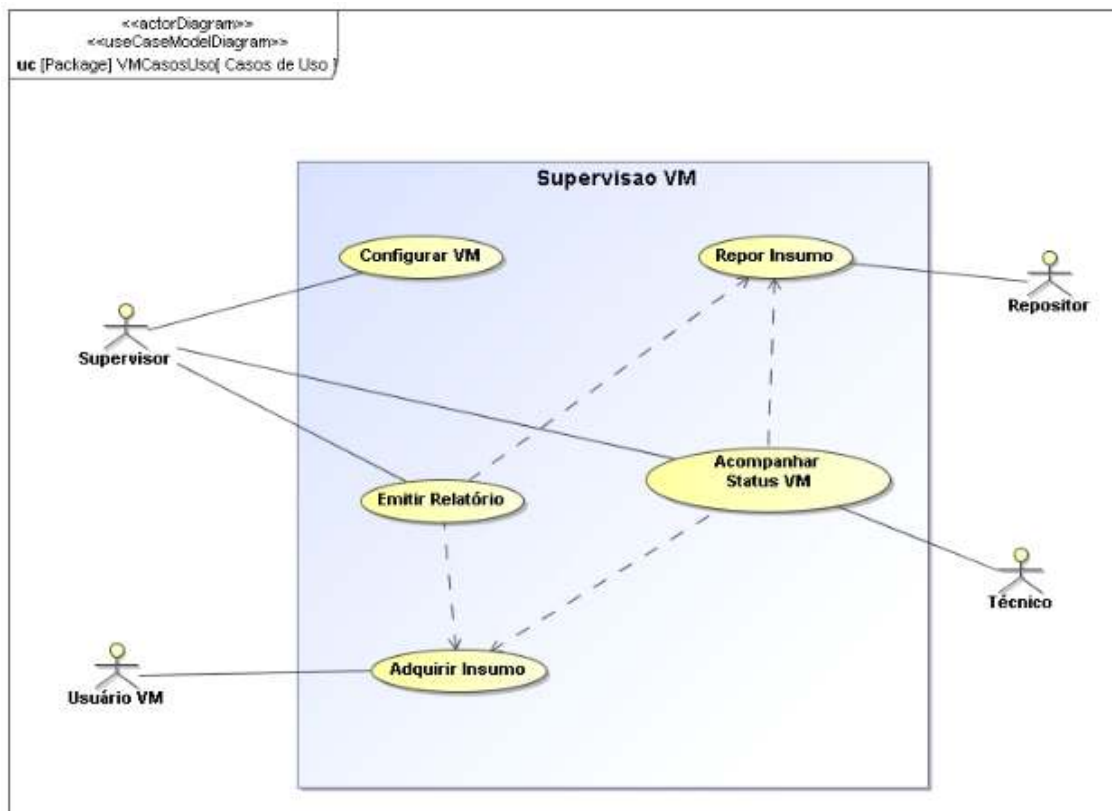 <<actorDiagram>>
<<useCaseModelDiagram>>
uc [Package] VMCasosUso[ Casos de Uso ]
Supervisao VM
Configurar VM
Repor Insumo
Repositor
Supervisor
Acompanhar
Status VM
Emitir Relatório
Técnico
Adquirir Insumo
Usuário VM